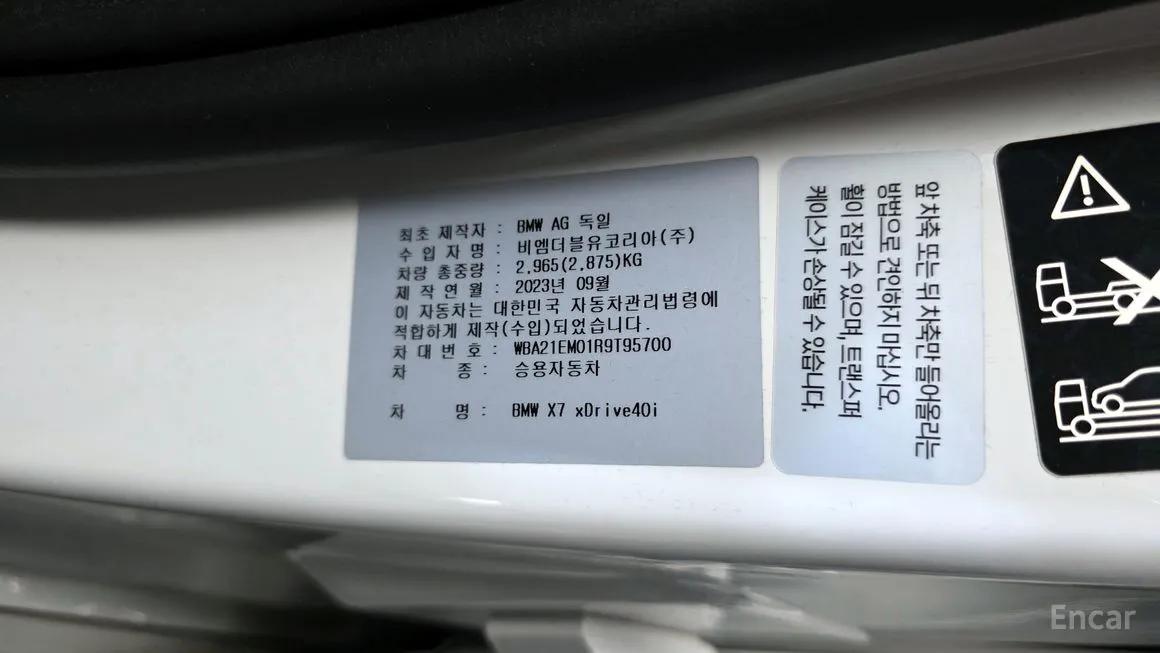 최초 제작자 : BMW AG 독일
수 입 자 명 : 비엠더블유코리아(주)
차량 총중량 : 2,965(2,875)KG
제 작 연 월 : 2023년 09월
이 자동차는 대한민국 자동차관리법령에
적합하게 제작(수입)되었습니다.
차 대 번 호 : WBA21EM01R9T95700
차 종 : 승용자동차
차 명 : BMW X7 xDrive40i
앞 차축 또는 뒤 차축만 들어올리는
방법으로 견인하지 마십시오.
휠이 잠길 수 있으며, 트랜스퍼
케이스가 손상될 수 있습니다.
Encar